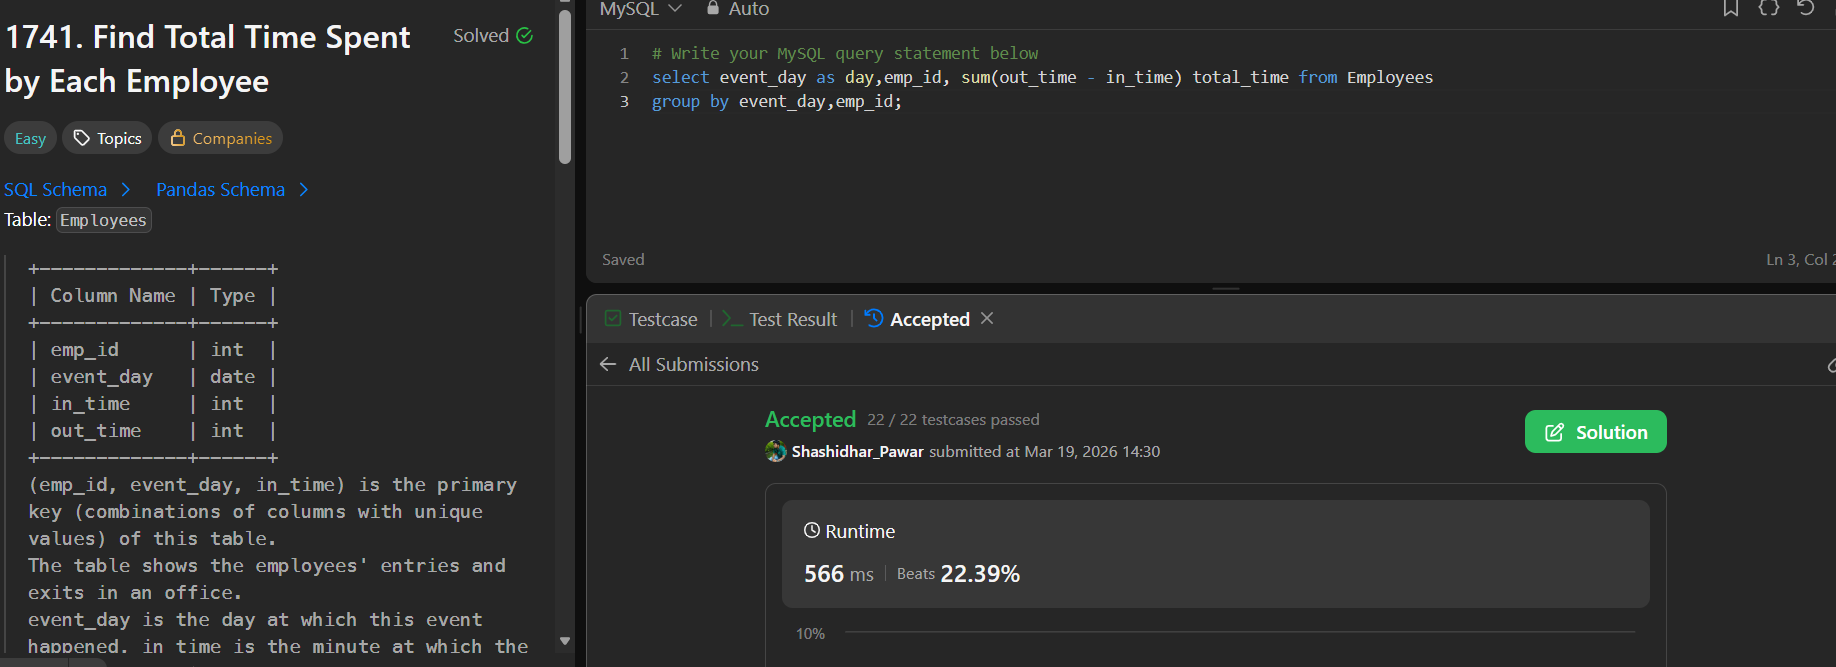 1741. Find Total Time Spent
by Each Employee
Solved
Easy
Topics
Companies
SQL Schema
Pandas Schema
Table: Employees
+-------------+------+
| Column Name | Type |
+-------------+------+
| emp_id      | int  |
| event_day   | date |
| in_time     | int  |
| out_time    | int  |
+-------------+------+
(emp_id, event_day, in_time) is the primary
key (combinations of columns with unique
values) of this table.
The table shows the employees' entries and
exits in an office.
event_day is the day at which this event
happened. in time is the minute at which the
MySQL
Auto
1 # Write your MySQL query statement below
2 select event_day as day,emp_id, sum(out_time - in_time) total_time from Employees
3 group by event_day,emp_id;
Saved
Ln 3, Col
Testcase
Test Result
Accepted
All Submissions
Accepted 22 / 22 testcases passed
Shashidhar_Pawar submitted at Mar 19, 2026 14:30
Solution
Runtime
566 ms
Beats 22.39%
10%